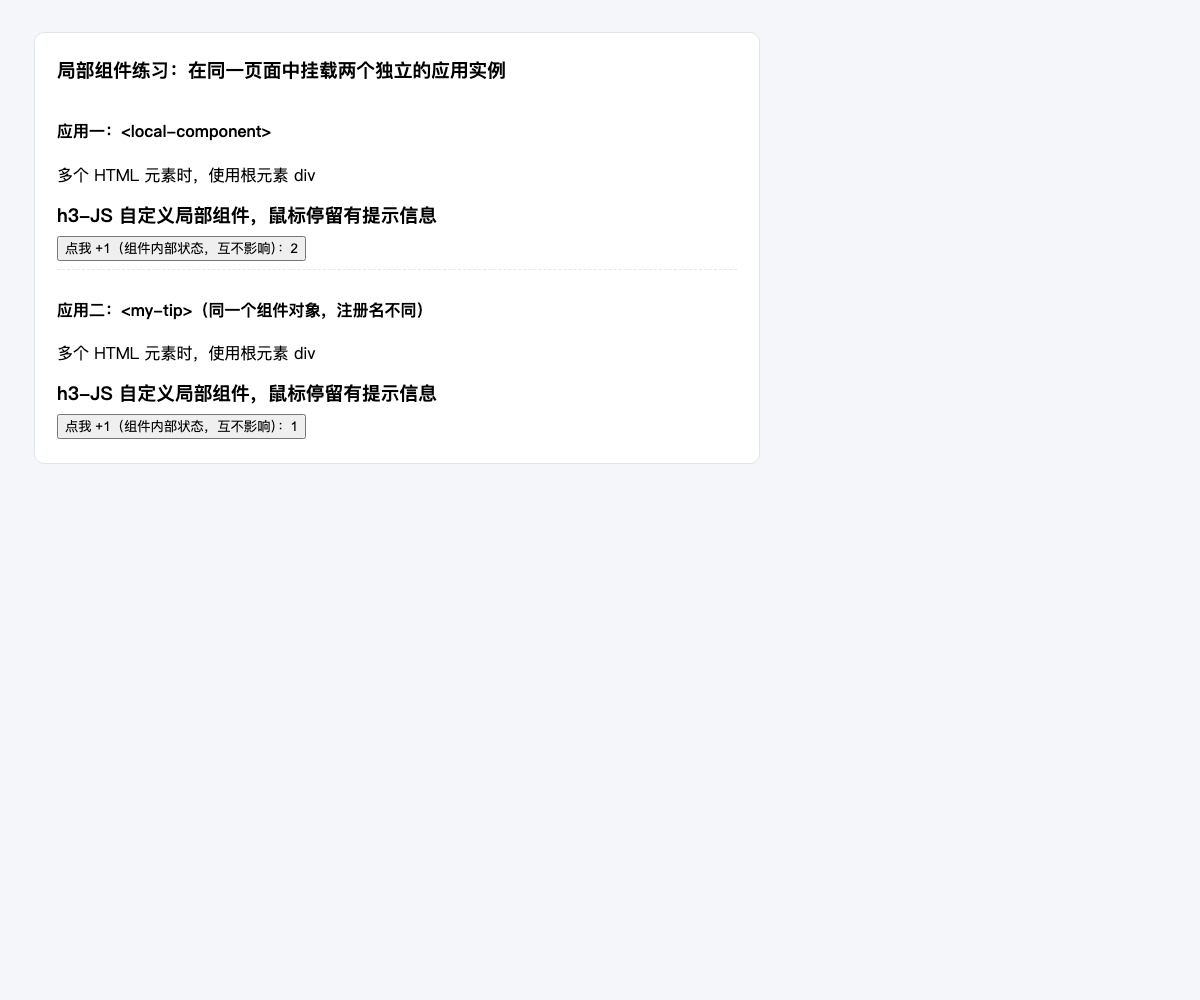 局部组件练习：在同一页面中挂载两个独立的应用实例
应用一：<local-component>
多个 HTML 元素时，使用根元素 div
h3-JS 自定义局部组件，鼠标停留有提示信息
点我 +1（组件内部状态，互不影响）：2
应用二：<my-tip>（同一个组件对象，注册名不同）
多个 HTML 元素时，使用根元素 div
h3-JS 自定义局部组件，鼠标停留有提示信息
点我 +1（组件内部状态，互不影响）：1